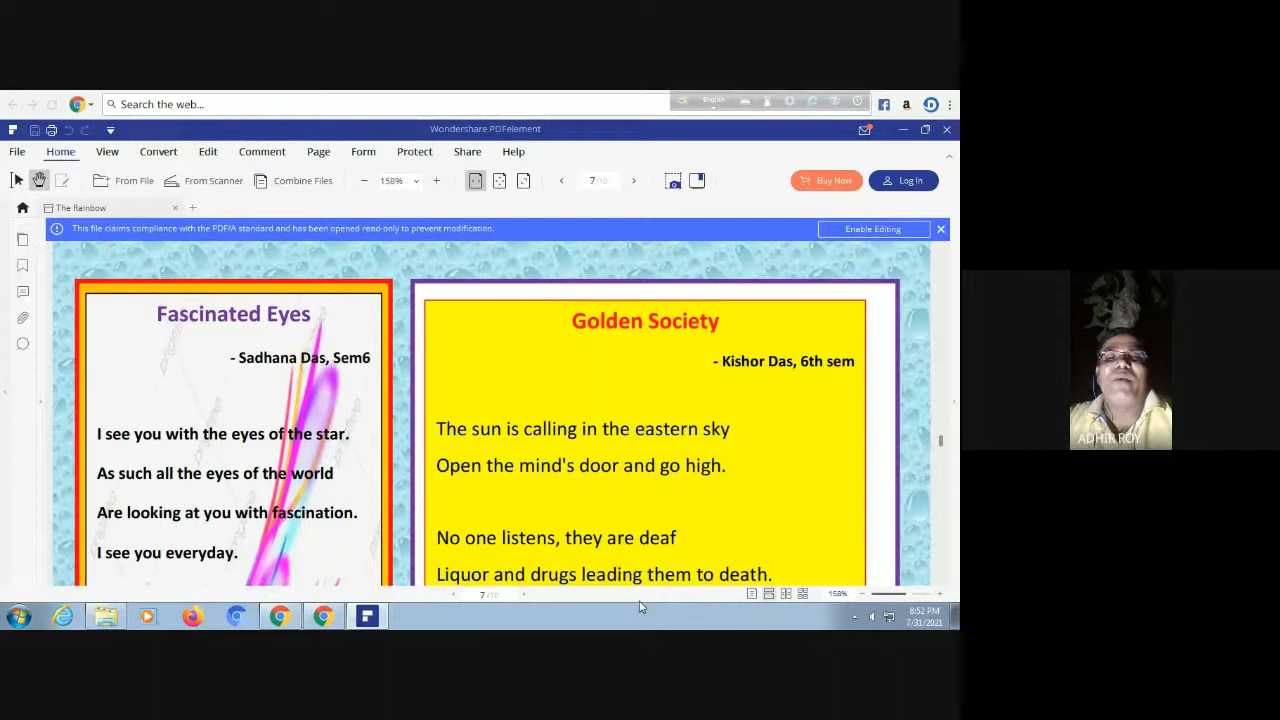 Search the web...
English
Wondershare PDFelement
File Home View Convert Edit Comment Page Form Protect Share Help
From File From Scanner Combine Files 158% 7/10 Buy Now Log In
The Rainbow
This file claims compliance with the PDF/A standard and has been opened read-only to prevent modification. Enable Editing
Fascinated Eyes
- Sadhana Das, Sem6
I see you with the eyes of the star.
As such all the eyes of the world
Are looking at you with fascination.
I see you everyday.
Golden Society
- Kishor Das, 6th sem
The sun is calling in the eastern sky
Open the mind's door and go high.
No one listens, they are deaf
Liquor and drugs leading them to death.
7/10 158%
8:52 PM
7/31/2021
ADHIR ROY